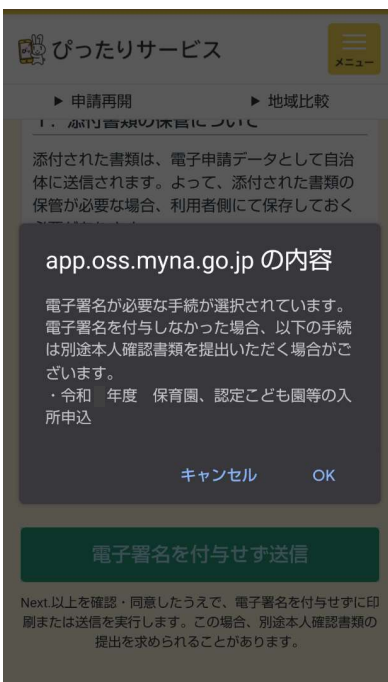 ぴったりサービス
メニュー
▶ 申請再開
▶ 地域比較
1. 添付書類の保管について
添付された書類は、電子申請データとして自治
体に送信されます。よって、添付された書類の
保管が必要な場合、利用者側にて保存しておく
app.oss.myna.go.jp の内容
電子署名が必要な手続が選択されています。
電子署名を付与しなかった場合、以下の手続
は別途本人確認書類を提出いただく場合がご
ざいます。
・令和 年度 保育園、認定こども園等の入
所申込
キャンセル
OK
電子署名を付与せず送信
Next.以上を確認・同意したうえで、電子署名を付与せずに印
刷または送信を実行します。この場合、別途本人確認書類の
提出を求められることがあります。